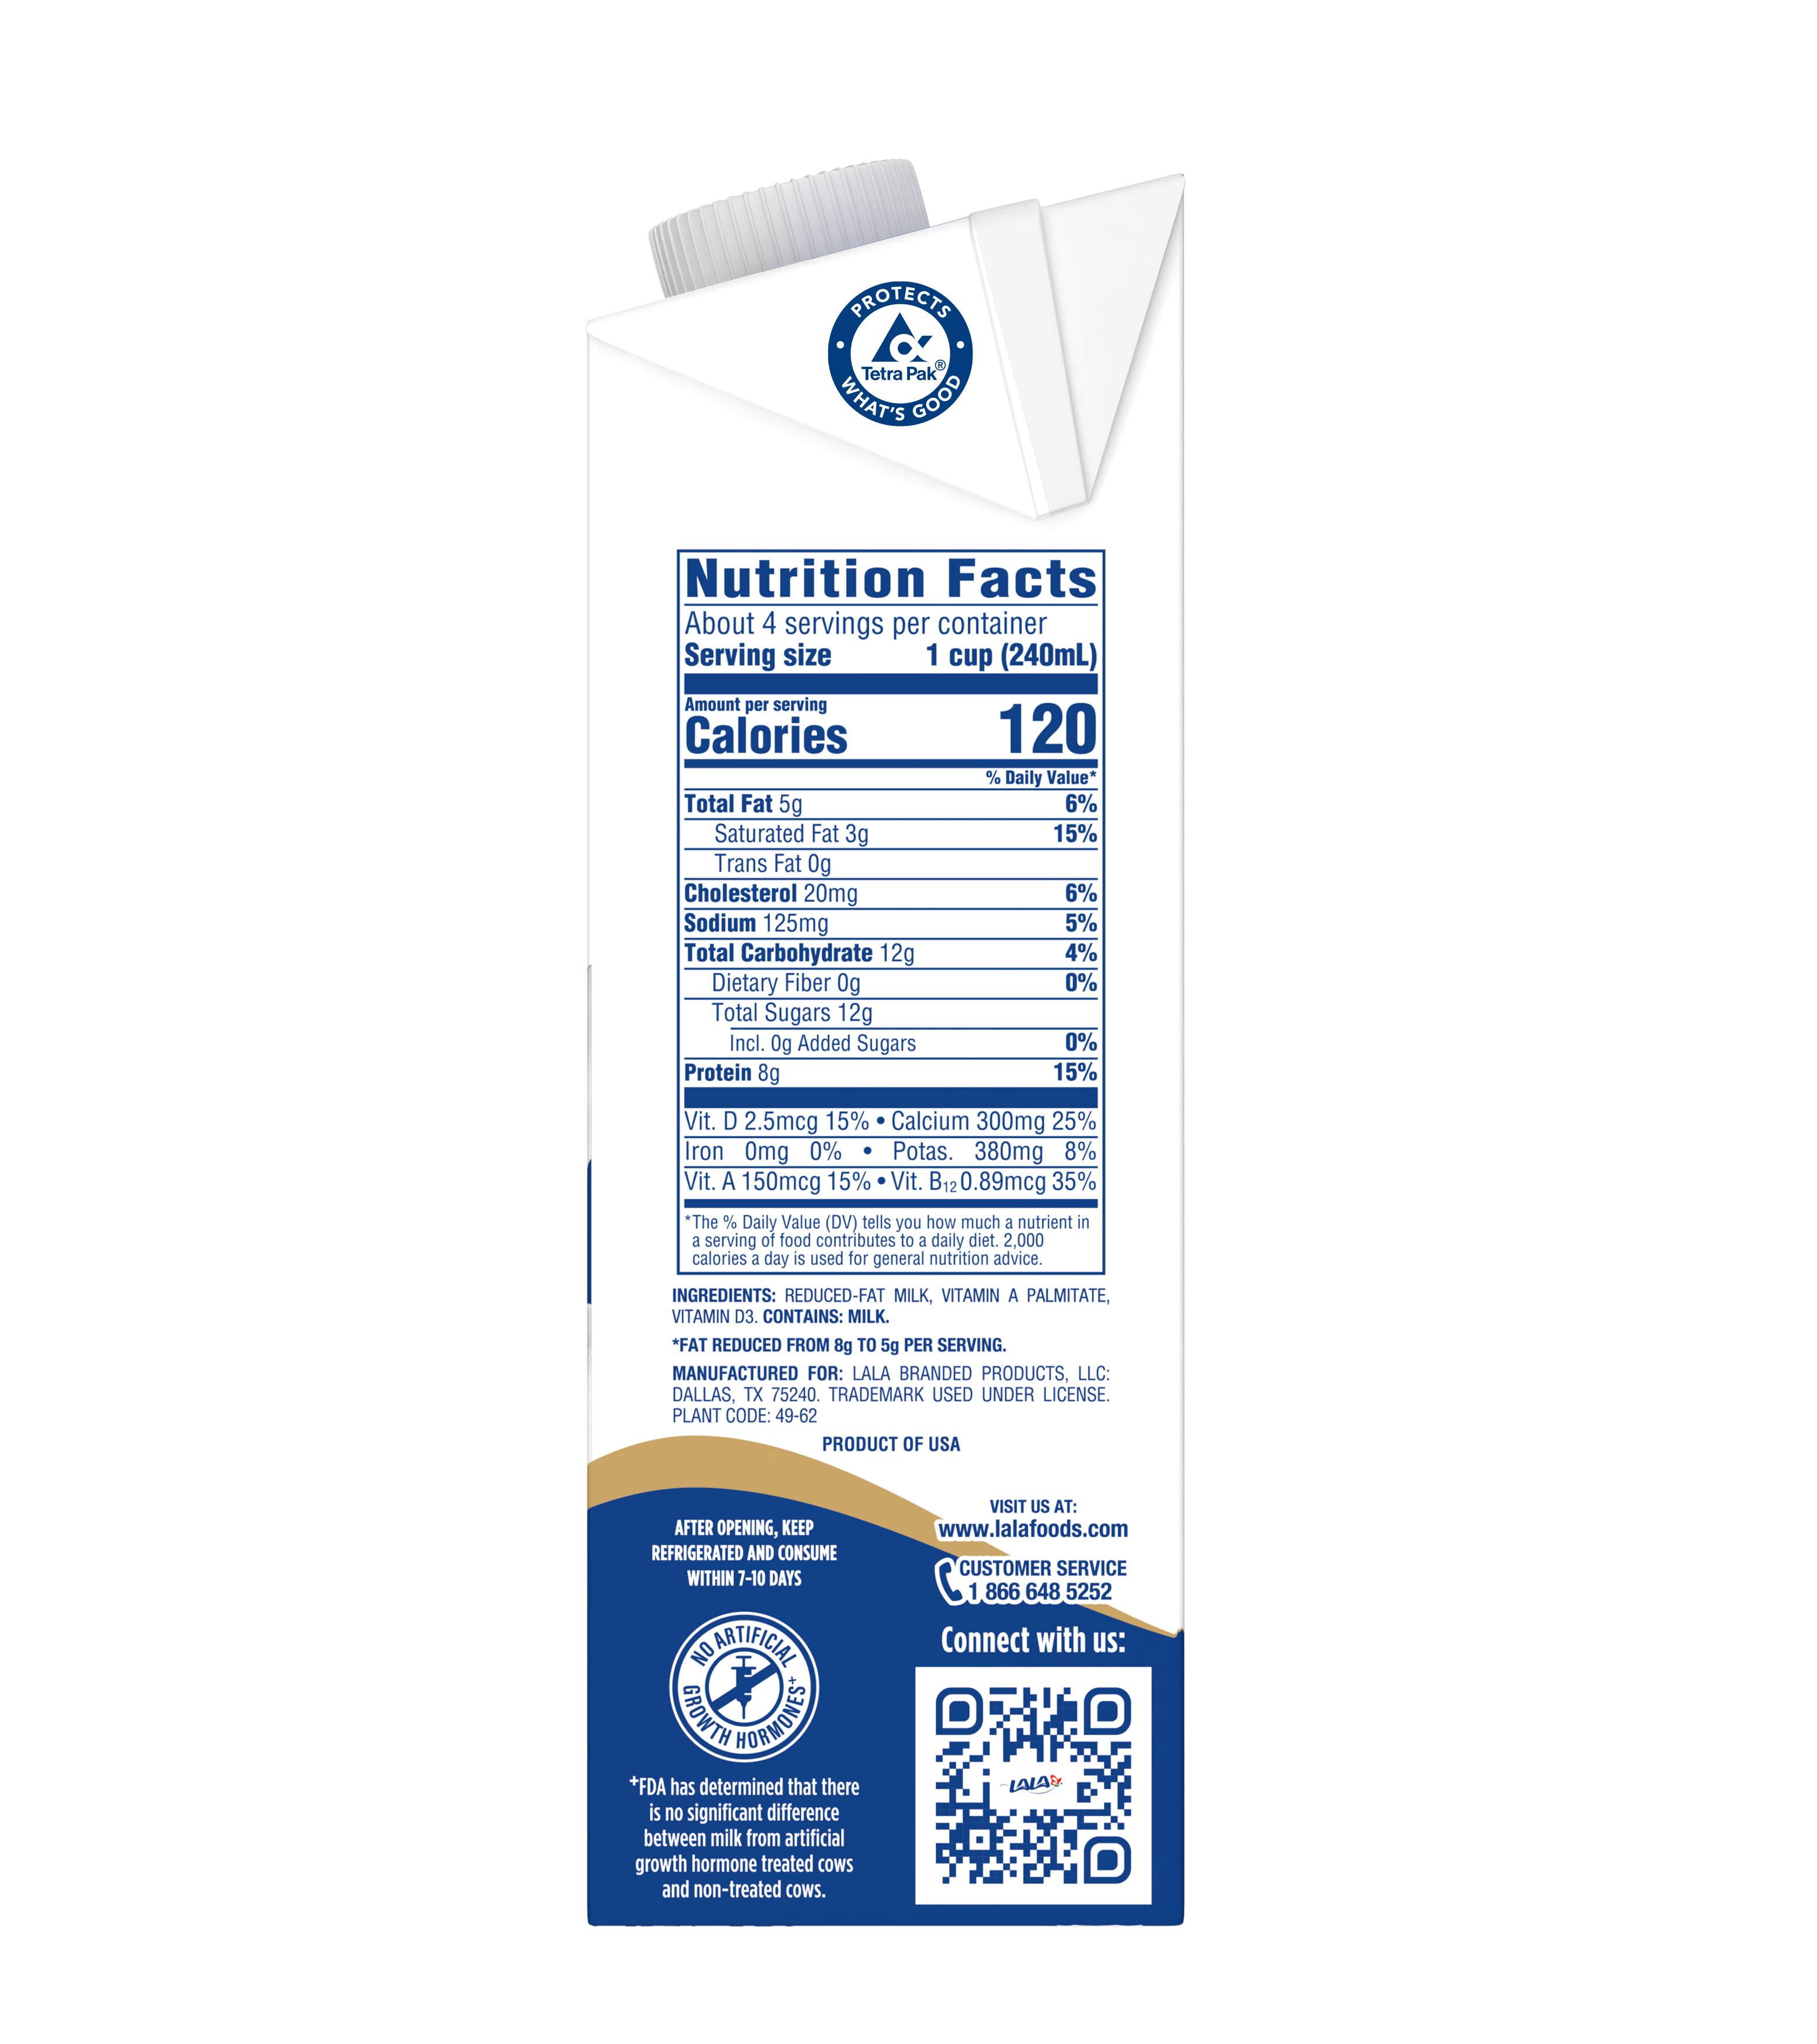 PROTECTS
Tetra Pak®
WHAT'S GOOD
Nutrition Facts
About 4 servings per container
Serving size 1 cup (240mL)
Amount per serving
Calories 120
% Daily Value*
Total Fat 5g 6%
Saturated Fat 3g 15%
Trans Fat 0g
Cholesterol 20mg 6%
Sodium 125mg 5%
Total Carbohydrate 12g 4%
Dietary Fiber 0g 0%
Total Sugars 12g
Incl. 0g Added Sugars 0%
Protein 8g 15%
Vit. D 2.5mcg 15% • Calcium 300mg 25%
Iron 0mg 0% • Potas. 380mg 8%
Vit. A 150mcg 15% • Vit. B12 0.89mcg 35%
*The % Daily Value (DV) tells you how much a nutrient in
a serving of food contributes to a daily diet. 2,000
calories a day is used for general nutrition advice.
INGREDIENTS: REDUCED-FAT MILK, VITAMIN A PALMITATE,
VITAMIN D3. CONTAINS: MILK.
*FAT REDUCED FROM 8g TO 5g PER SERVING.
MANUFACTURED FOR: LALA BRANDED PRODUCTS, LLC:
DALLAS, TX 75240. TRADEMARK USED UNDER LICENSE.
PLANT CODE: 49-62
PRODUCT OF USA
AFTER OPENING, KEEP
REFRIGERATED AND CONSUME
WITHIN 7-10 DAYS
NO ARTIFICIAL
GROWTH HORMONES+
+FDA has determined that there
is no significant difference
between milk from artificial
growth hormone treated cows
and non-treated cows.
VISIT US AT:
www.lalafoods.com
CUSTOMER SERVICE
1 866 648 5252
Connect with us:
LALA